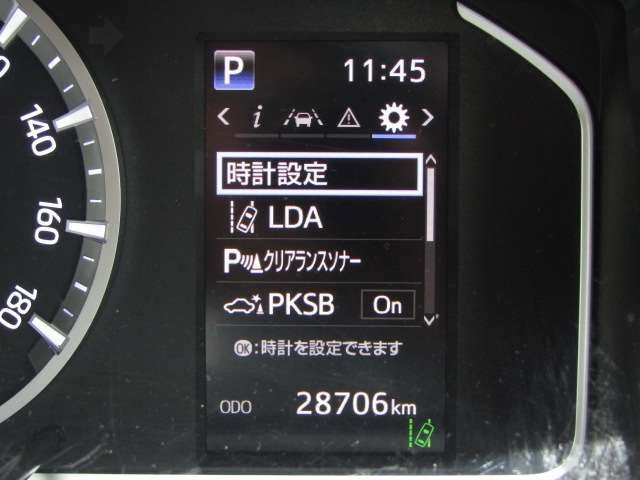 P 11:45
i
時計設定
LDA
P クリアランスソナー
PKSB On
OK:時計を設定できます
ODO 28706km
140
160
180